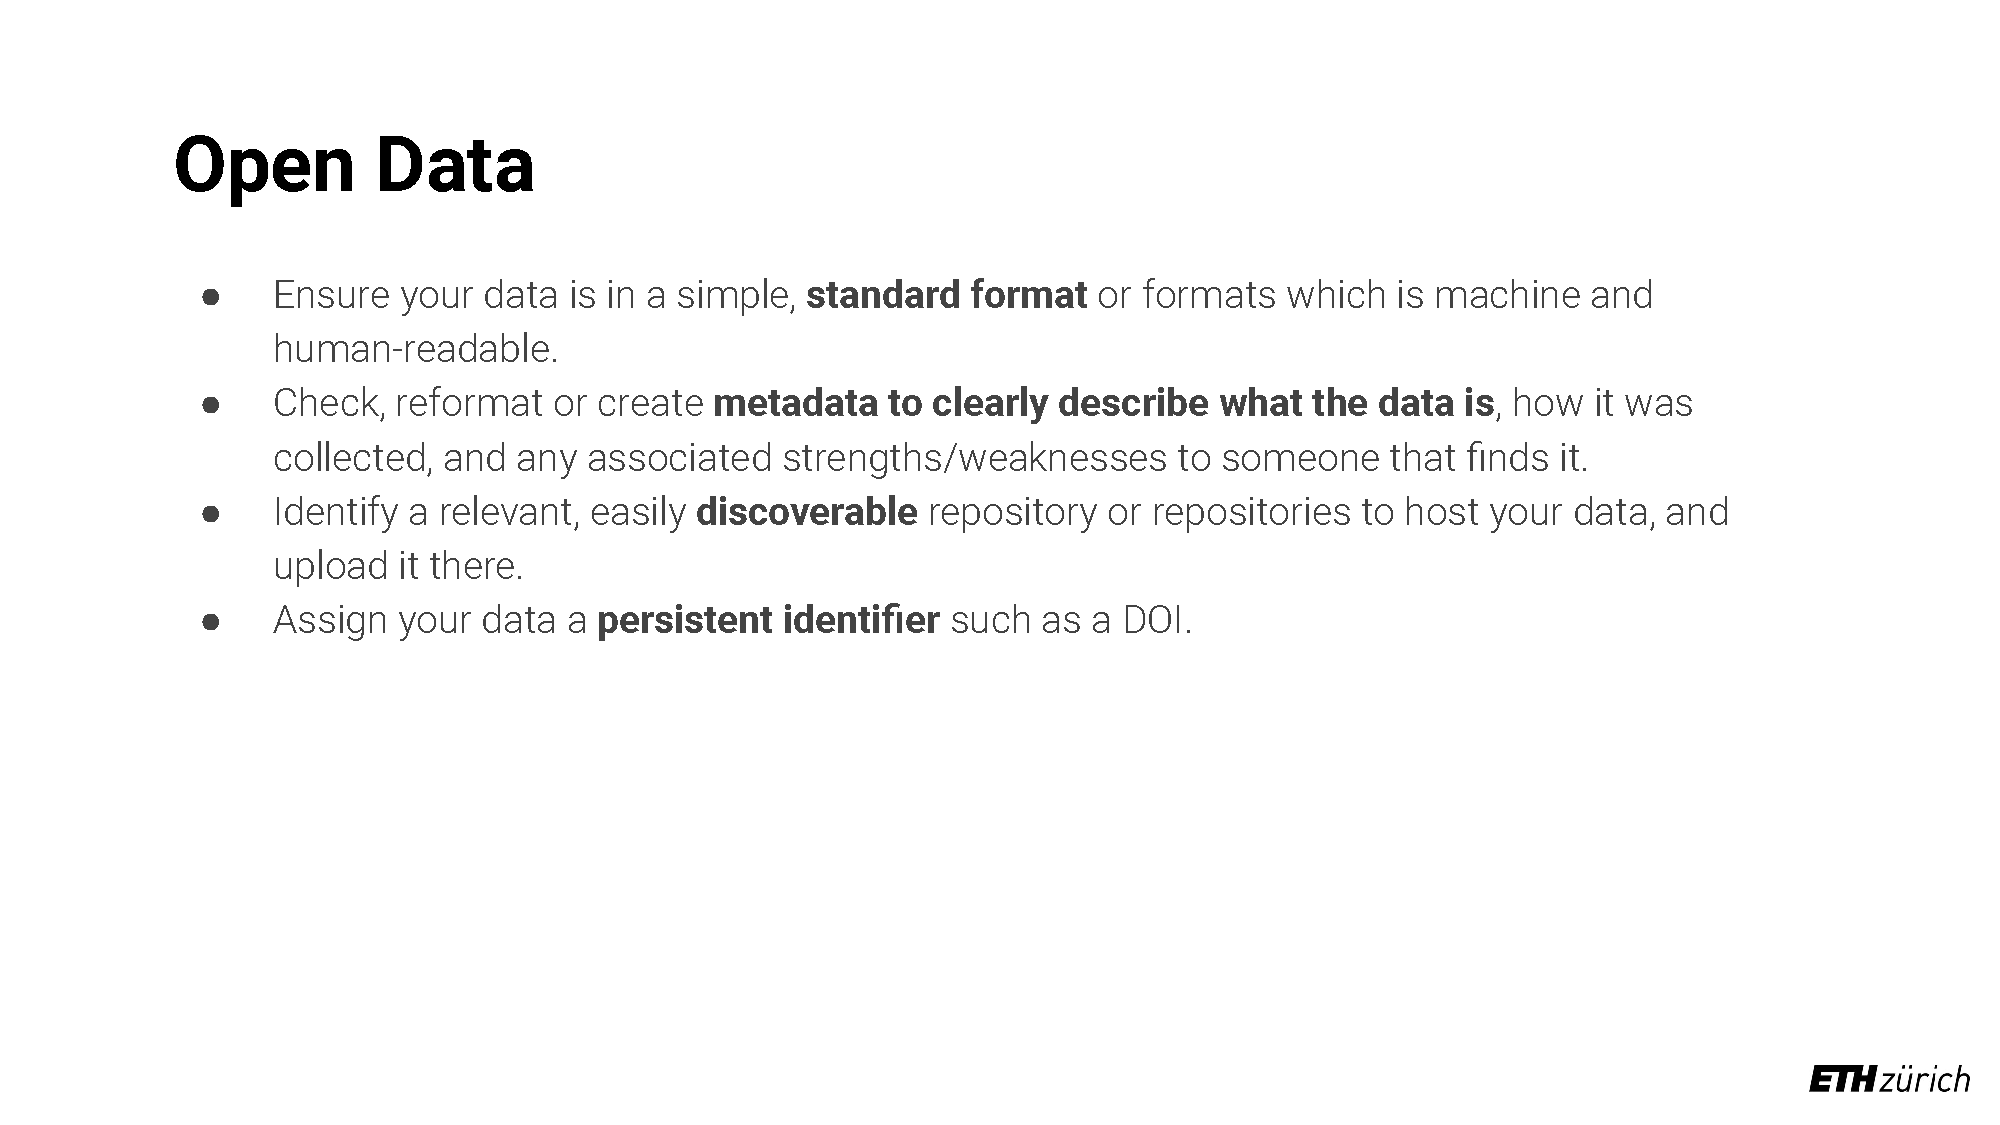 Open Data
● Ensure your data is in a simple, standard format or formats which is machine and
human-readable.
● Check, reformat or create metadata to clearly describe what the data is, how it was
collected, and any associated strengths/weaknesses to someone that finds it.
● Identify a relevant, easily discoverable repository or repositories to host your data, and
upload it there.
● Assign your data a persistent identifier such as a DOI.
ETH zürich